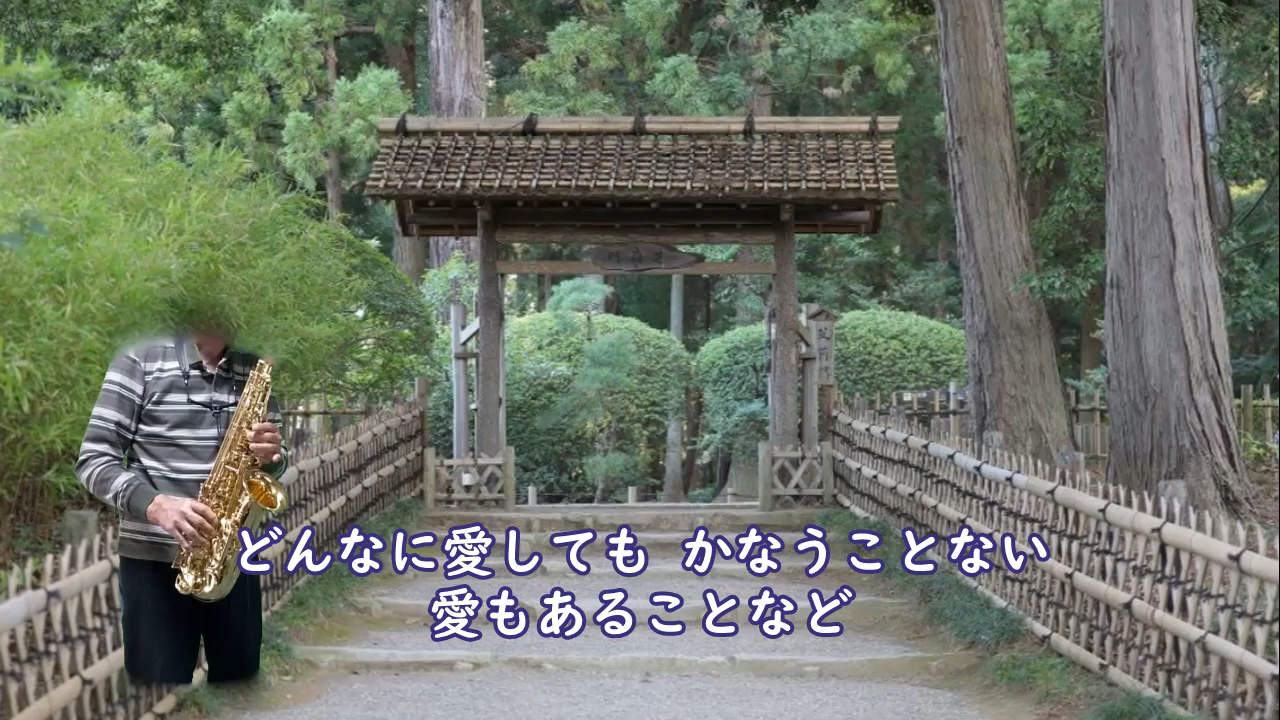 どんなに愛しても かなうことない
愛もあることなど